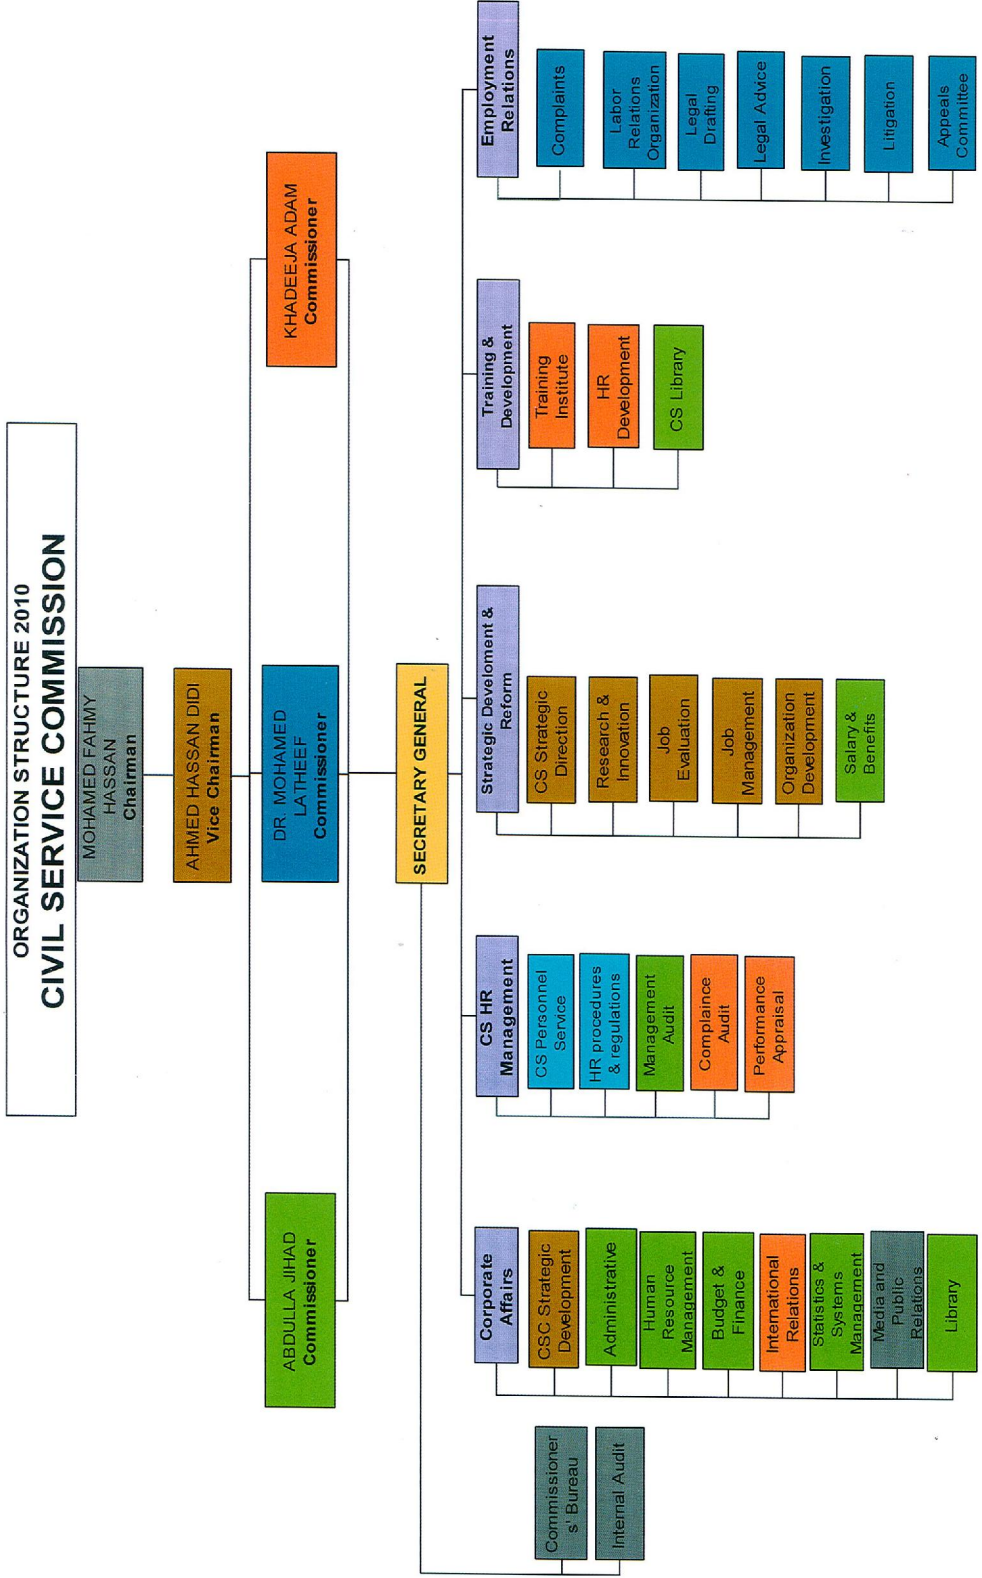 ORGANIZATION STRUCTURE 2010
CIVIL SERVICE COMMISSION
MOHAMED FAHMY
HASSAN
Chairman
AHMED HASSAN DIDI
Vice Chairman
ABDULLA JIHAD
Commissioner
DR. MOHAMED
LATHEEF
Commissioner
KHADEEJA ADAM
Commissioner
SECRETARY GENERAL
Commissioner
s' Bureau
Internal Audit
Corporate
Affairs
CSC Strategic
Development
Administrative
Human
Resource
Management
Budget &
Finance
International
Relations
Statistics &
Systems
Management
Media and
Public
Relations
Library
CS HR
Management
CS Personnel
Service
HR procedures
& regulations
Management
Audit
Complaince
Audit
Performance
Appraisal
Strategic Develoment &
Reform
CS Strategic
Direction
Research &
Innovation
Job
Evaluation
Job
Management
Organization
Development
Salary &
Benefits
Training &
Development
Training
Institute
HR
Development
CS Library
Employment
Relations
Complaints
Labor
Relations
Organization
Legal
Drafting
Legal Advice
Investigation
Litigation
Appeals
Committee